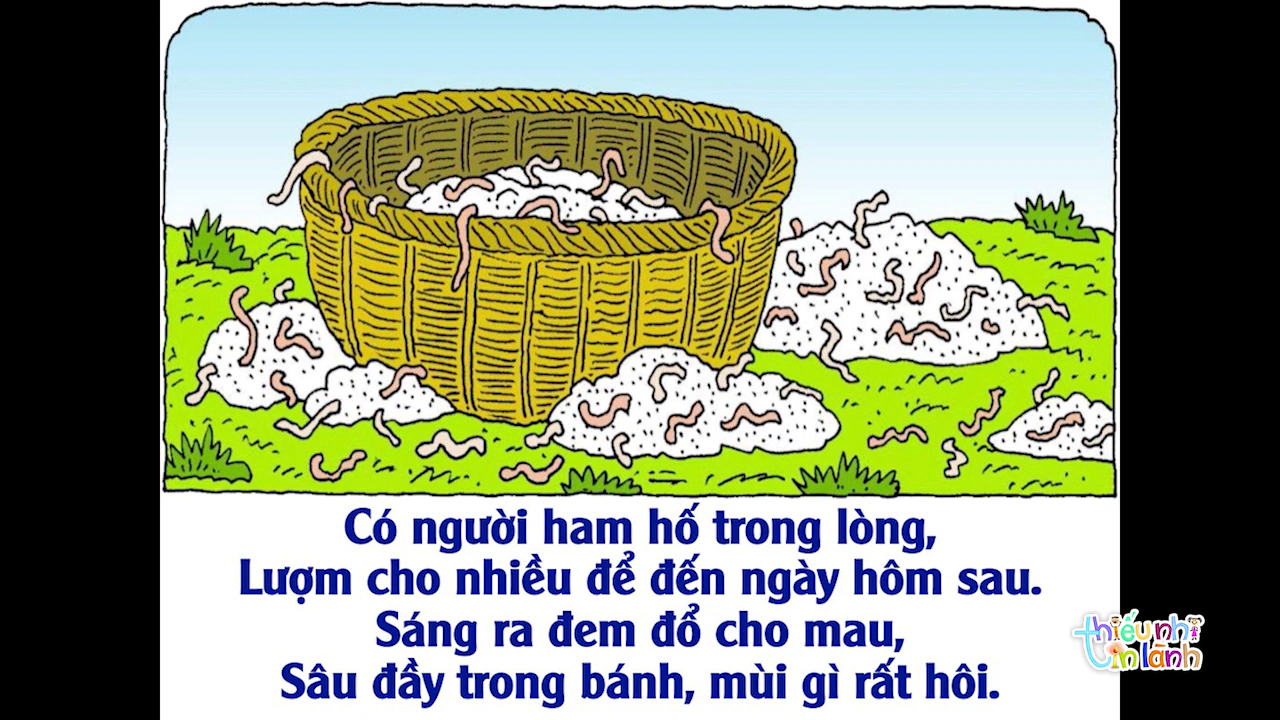 Có người ham hố trong lòng,
Lượm cho nhiều để đến ngày hôm sau.
Sáng ra đem đổ cho mau,
Sâu đầy trong bánh, mùi gì rất hôi.
thiếu nhi
tin lành